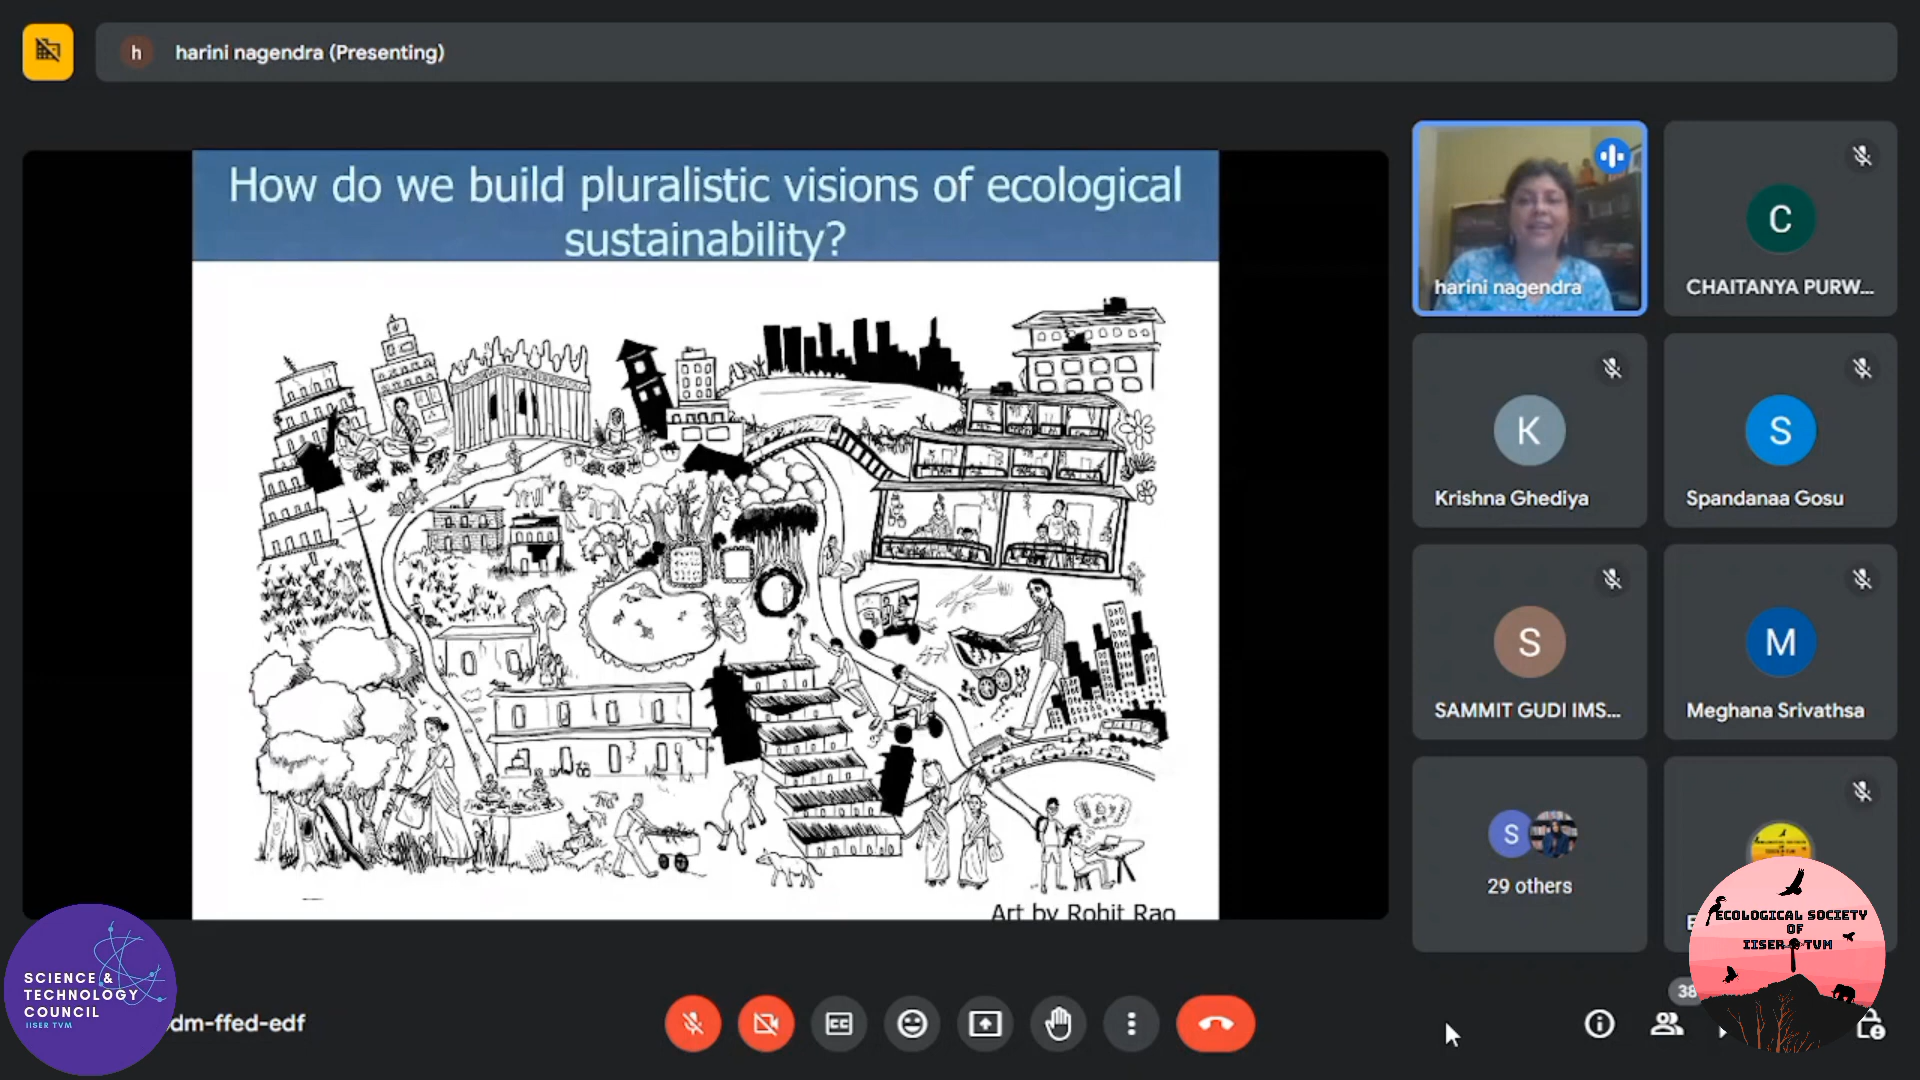 h
harini nagendra (Presenting)
How do we build pluralistic visions of ecological
sustainability?
Art by Rohit Rao
harini nagendra
C
CHAITANYA PURW...
K
Krishna Ghediya
S
Spandanaa Gosu
S
SAMMIT GUDI IMS...
M
Meghana Srivathsa
S
29 others
ECOLOGICAL SOCIETY
OF
IISER TVM
38
SCIENCE &
TECHNOLOGY
COUNCIL
IISER TVM
dm-ffed-edf
CC